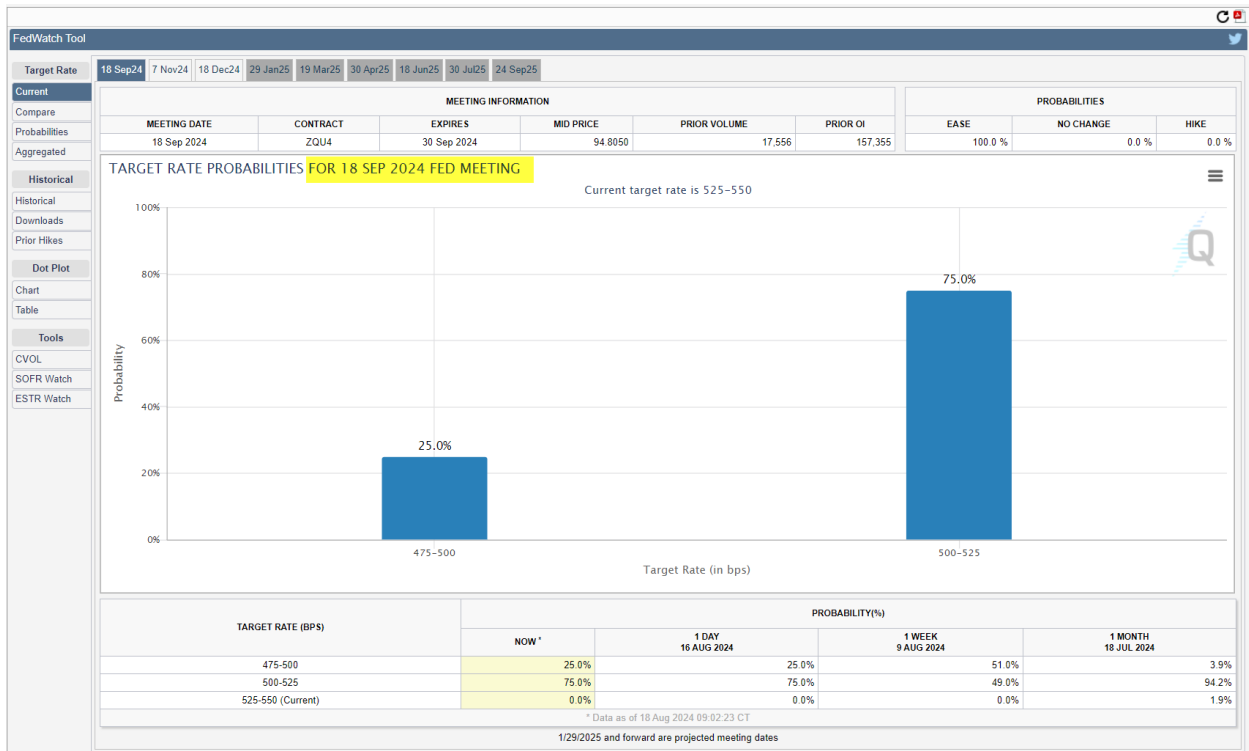 FedWatch Tool
Target Rate
Current
Compare
Probabilities
Aggregated
Historical
Historical
Downloads
Prior Hikes
Dot Plot
Chart
Table
Tools
CVOL
SOFR Watch
ESTR Watch
18 Sep24 7 Nov24 18 Dec24 29 Jan25 19 Mar25 30 Apr25 18 Jun25 30 Jul25 24 Sep25
MEETING INFORMATION
MEETING DATE CONTRACT EXPIRES MID PRICE PRIOR VOLUME PRIOR OI
18 Sep 2024 ZQU4 30 Sep 2024 94.8050 17,556 157,355
PROBABILITIES
EASE NO CHANGE HIKE
100.0 % 0.0 % 0.0 %
TARGET RATE PROBABILITIES FOR 18 SEP 2024 FED MEETING
Current target rate is 525-550
Q
Probability
100%
80%
60%
40%
20%
0%
25.0%
75.0%
475-500 500-525
Target Rate (in bps)
TARGET RATE (BPS) PROBABILITY(%)
NOW * 1 DAY 16 AUG 2024 1 WEEK 9 AUG 2024 1 MONTH 18 JUL 2024
475-500 25.0% 25.0% 51.0% 3.9%
500-525 75.0% 75.0% 49.0% 94.2%
525-550 (Current) 0.0% 0.0% 0.0% 1.9%
* Data as of 18 Aug 2024 09:02:23 CT
1/29/2025 and forward are projected meeting dates